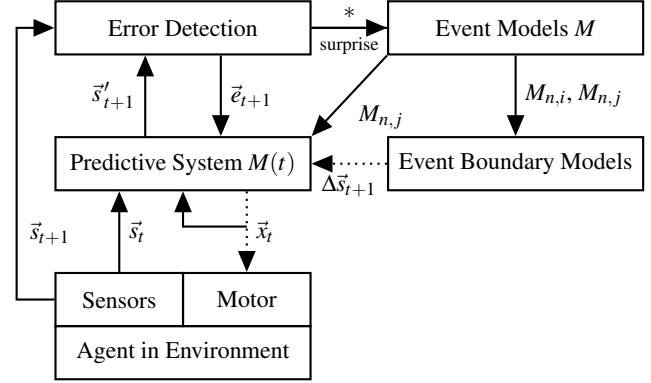 Error Detection
*
surprise
Event Models M
s⃗′t+1
e⃗t+1
Mn,j
Mn,i, Mn,j
Predictive System M(t)
Event Boundary Models
Δs⃗t+1
s⃗t+1
s⃗t
x⃗t
Sensors
Motor
Agent in Environment